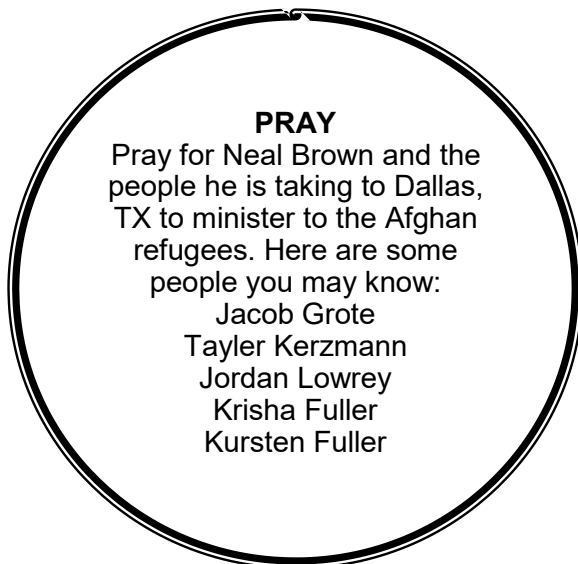 PRAY
Pray for Neal Brown and the
people he is taking to Dallas,
TX to minister to the Afghan
refugees. Here are some
people you may know:
Jacob Grote
Tayler Kerzmann
Jordan Lowrey
Krisha Fuller
Kursten Fuller